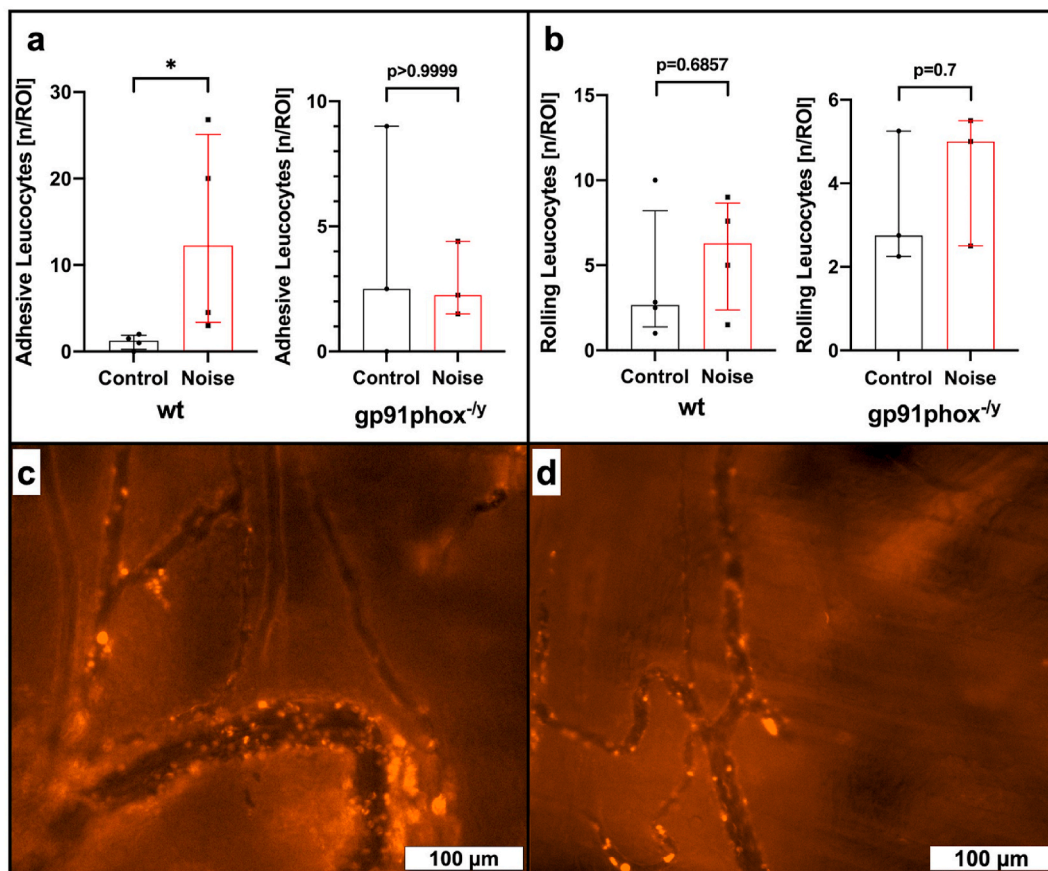 a
*
Adhesive Leucocytes [n/ROI]
30
20
10
0
Control Noise
wt
p>0.9999
Adhesive Leucocytes [n/ROI]
10
5
0
Control Noise
gp91phox-/y
b
p=0.6857
Rolling Leucocytes [n/ROI]
15
10
5
0
Control Noise
wt
p=0.7
Rolling Leucocytes [n/ROI]
6
4
2
0
Control Noise
gp91phox-/y
c
100 µm
d
100 µm